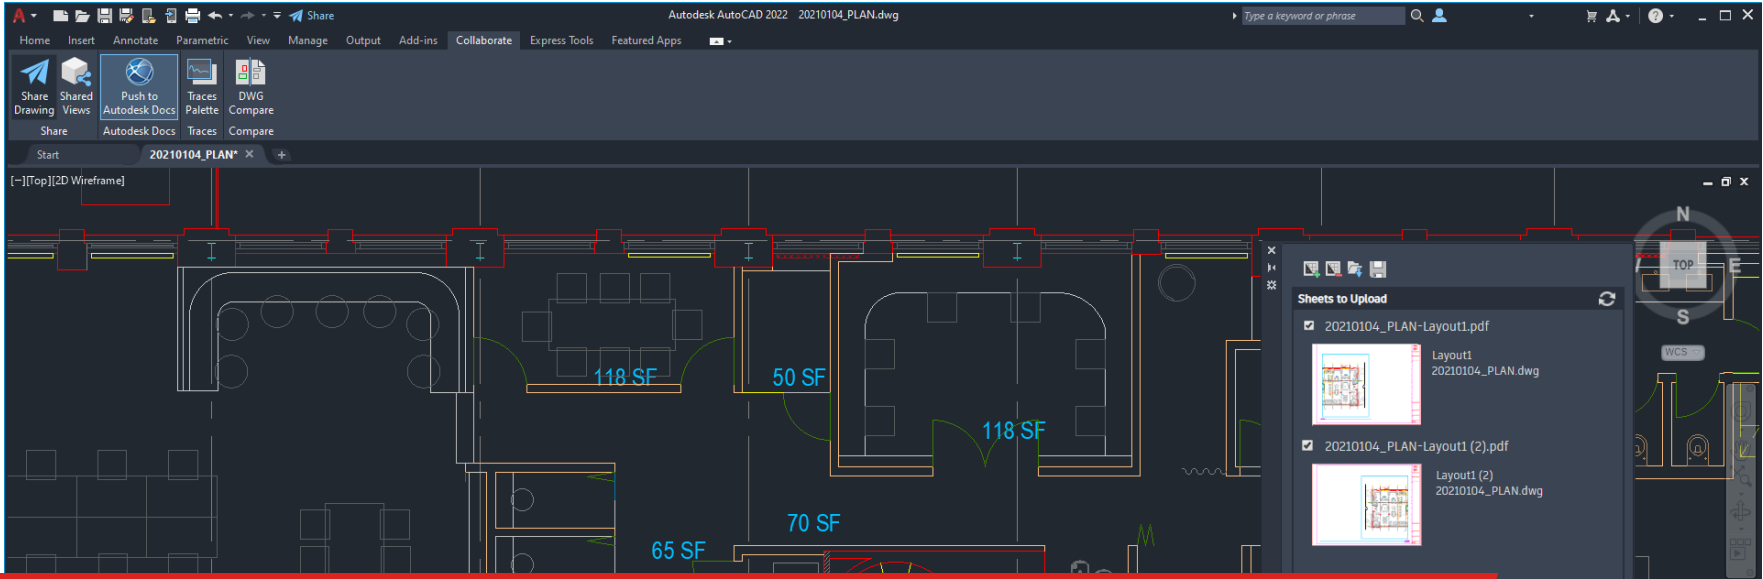 Share
Autodesk AutoCAD 2022 20210104_PLAN.dwg
Type a keyword or phrase
Home Insert Annotate Parametric View Manage Output Add-ins Collaborate Express Tools Featured Apps
Share Drawing
Shared Views
Push to Autodesk Docs
Traces Palette
DWG Compare
Share Autodesk Docs Traces Compare
Start 20210104_PLAN*
[−][Top][2D Wireframe]
N
TOP E
S
WCS
Sheets to Upload
20210104_PLAN-Layout1.pdf
Layout1
20210104_PLAN.dwg
20210104_PLAN-Layout1 (2).pdf
Layout1 (2)
20210104_PLAN.dwg
118 SF
50 SF
118 SF
70 SF
65 SF